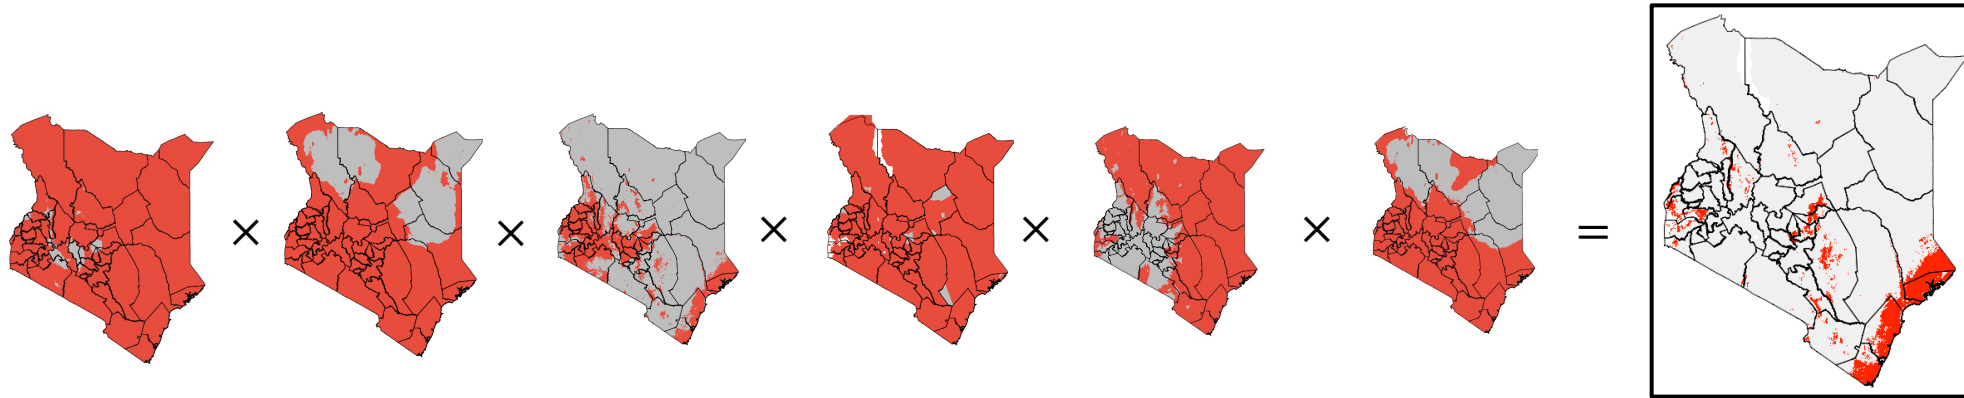 × × × × × =